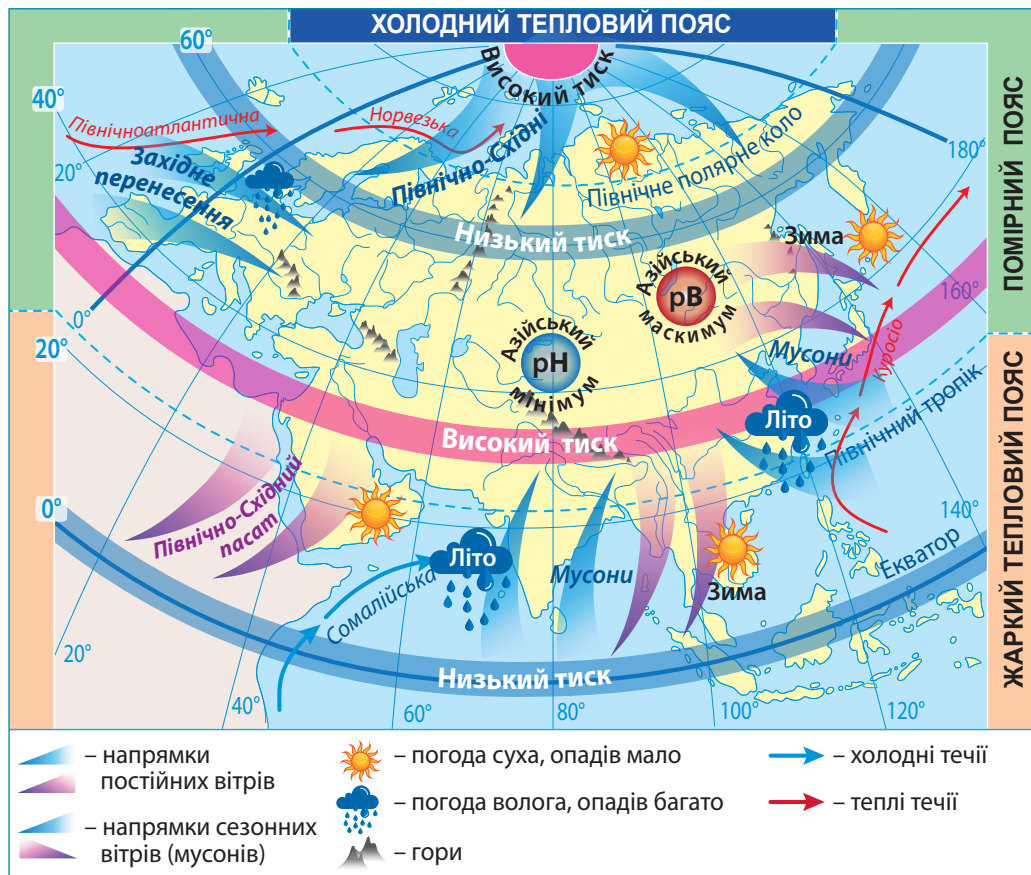 ХОЛОДНИЙ ТЕПЛОВИЙ ПОЯС
60°
40°
20°
0°
20°
0°
20°
40°
60°
80°
100°
120°
140°
160°
180°
ПОМІРНИЙ ПОЯС
ЖАРКИЙ ТЕПЛОВИЙ ПОЯС
Високий тиск
Північноатлантична
Норвезька
Західне
перенесення
Північно-Східні
Північне полярне коло
Низький тиск
Зима
Азійський
рВ
маскимум
Азійський
рН
мінімум
Мусони
Куросіо
Літо
Північний тропік
Високий тиск
Північно-Східний
пасат
Літо
Сомалійська
Мусони
Зима
Екватор
Низький тиск
– напрямки
постійних вітрів
– напрямки сезонних
вітрів (мусонів)
– погода суха, опадів мало
– погода волога, опадів багато
– гори
– холодні течії
– теплі течії